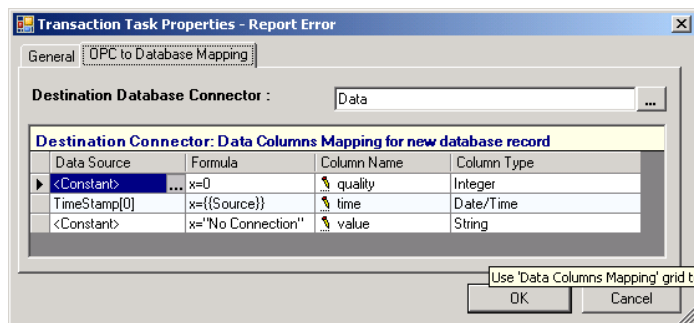 Transaction Task Properties - Report Error
General OPC to Database Mapping
Destination Database Connector : Data ...
Destination Connector: Data Columns Mapping for new database record
Data Source Formula Column Name Column Type
<Constant> ... x=0 quality Integer
TimeStamp[0] x={{Source}} time Date/Time
<Constant> x="No Connection" value String
Use 'Data Columns Mapping' grid t
OK Cancel